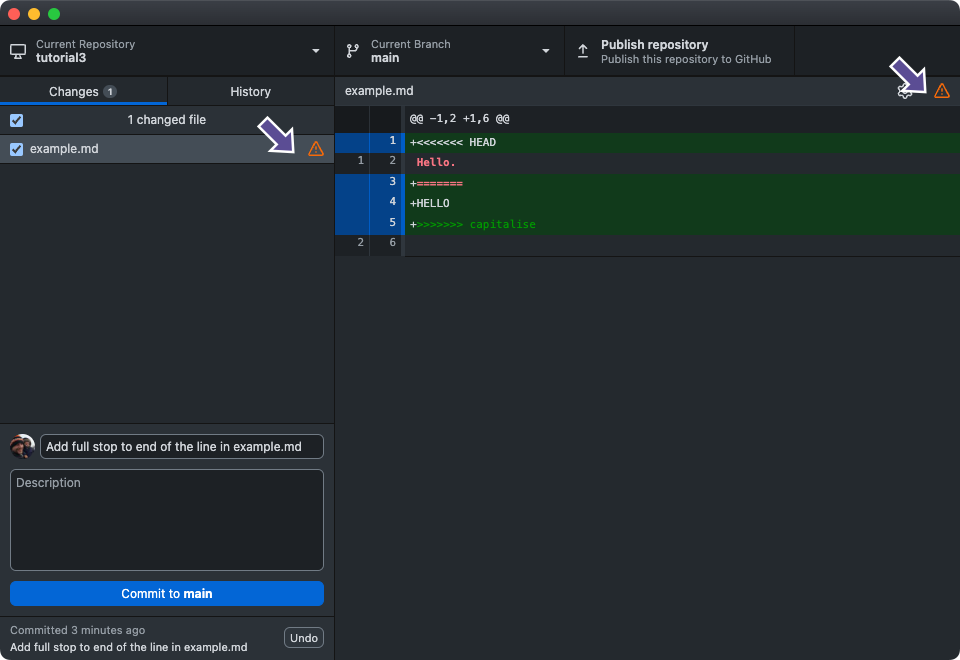 Current Repository
tutorial3
Current Branch
main
Publish repository
Publish this repository to GitHub
Changes 1
History
1 changed file
example.md
Add full stop to end of the line in example.md
Description
Commit to main
Committed 3 minutes ago
Add full stop to end of the line in example.md
Undo
example.md
@@ -1,2 +1,6 @@
1 +<<<<<<< HEAD
1 2 Hello.
3 +=======
4 +HELLO
5 +>>>>>>> capitalise
2 6